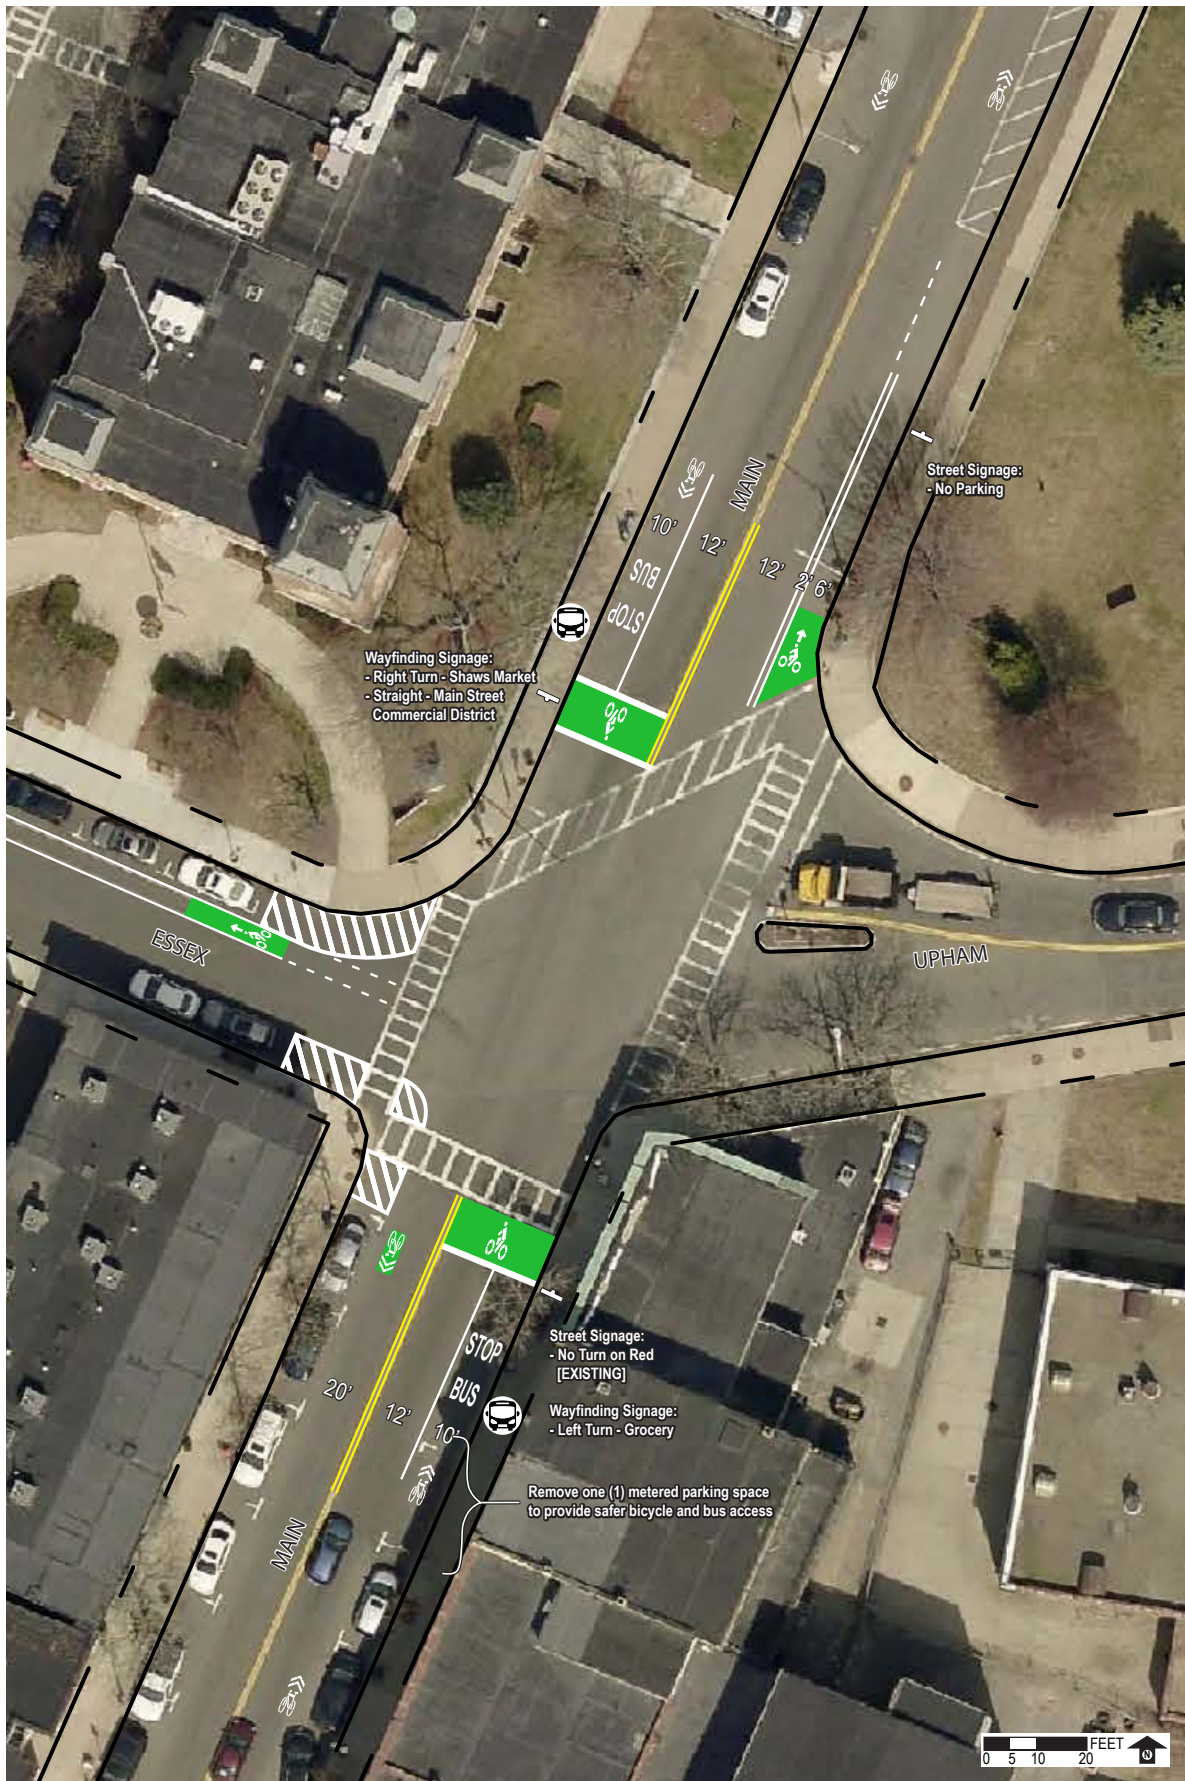 Street Signage:
- No Parking
MAIN
10'
12'
12'
2'
6'
BUS
STOP
Wayfinding Signage:
- Right Turn - Shaws Market
- Straight - Main Street
Commercial District
ESSEX
UPHAM
STOP
BUS
20'
12'
10'
Street Signage:
- No Turn on Red
[EXISTING]
Wayfinding Signage:
- Left Turn - Grocery
Remove one (1) metered parking space
to provide safer bicycle and bus access
MAIN
FEET
0 5 10 20
N